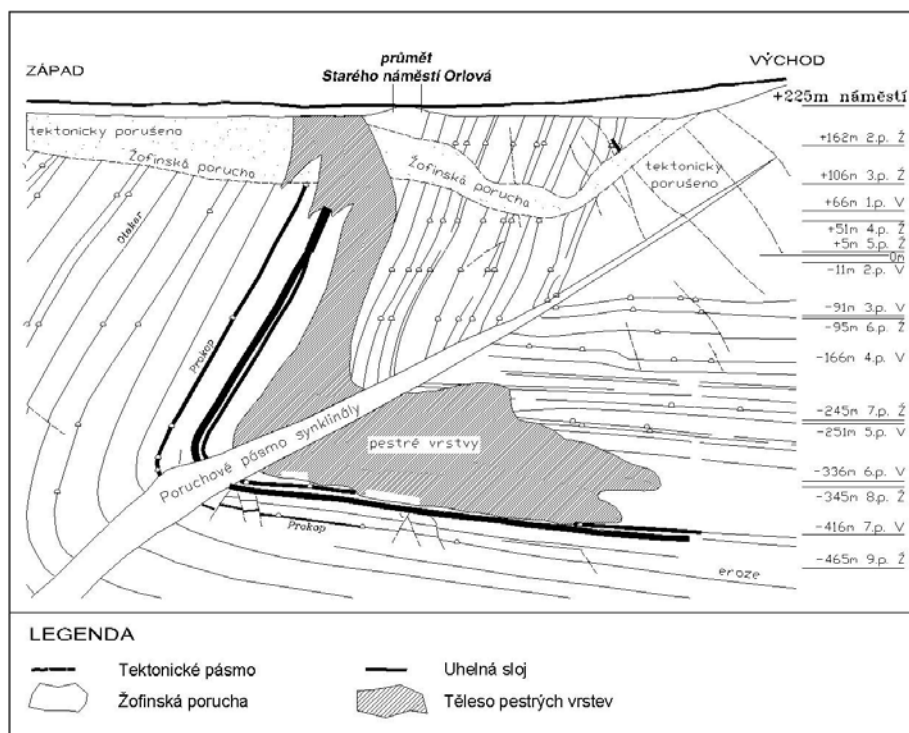 průmět
Starého náměstí Orlová
ZÁPAD
VÝCHOD
+225m náměstí
tektonicky porušeno
+162m 2.p. Ž
Žofinská porucha
tektonicky
porušeno
+106m 3.p. Ž
Žofinská porucha
+66m 1.p. V
Otakar
+51m 4.p. Ž
+5m 5.p. Ž
0m
-11m 2.p. V
-91m 3.p. V
-95m 6.p. Ž
Prokop
-166m 4.p. V
-245m 7.p. Ž
-251m 5.p. V
pestré vrstvy
Poruchové pásmo synklinály
-336m 6.p. V
-345m 8.p. Ž
Prokop
-416m 7.p. V
-465m 9.p. Ž
eroze
LEGENDA
Tektonické pásmo
Uhelná sloj
Žofinská porucha
Těleso pestrých vrstev